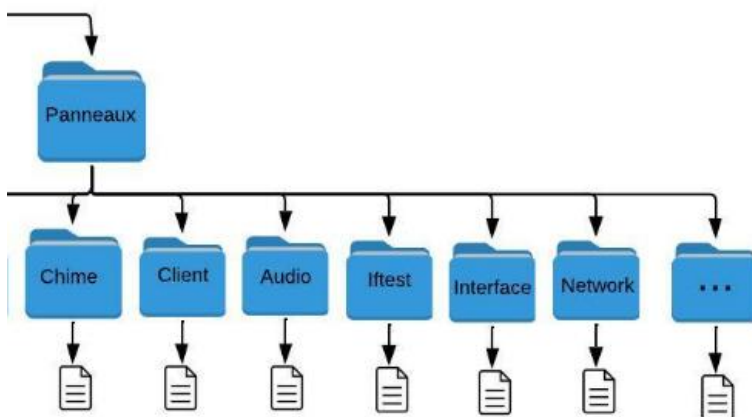 Panneaux
Chime
Client
Audio
Iftest
Interface
Network
...